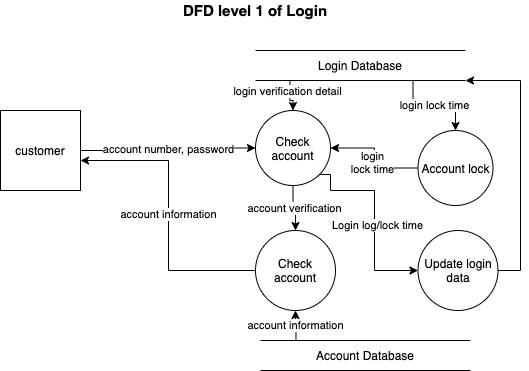 DFD level 1 of Login
Login Database
login verification detail
login lock time
Check
account
customer
account number, password
login
lock time
Account lock
account verification
account information
Login log/lock time
Check
account
Update login
data
account information
Account Database